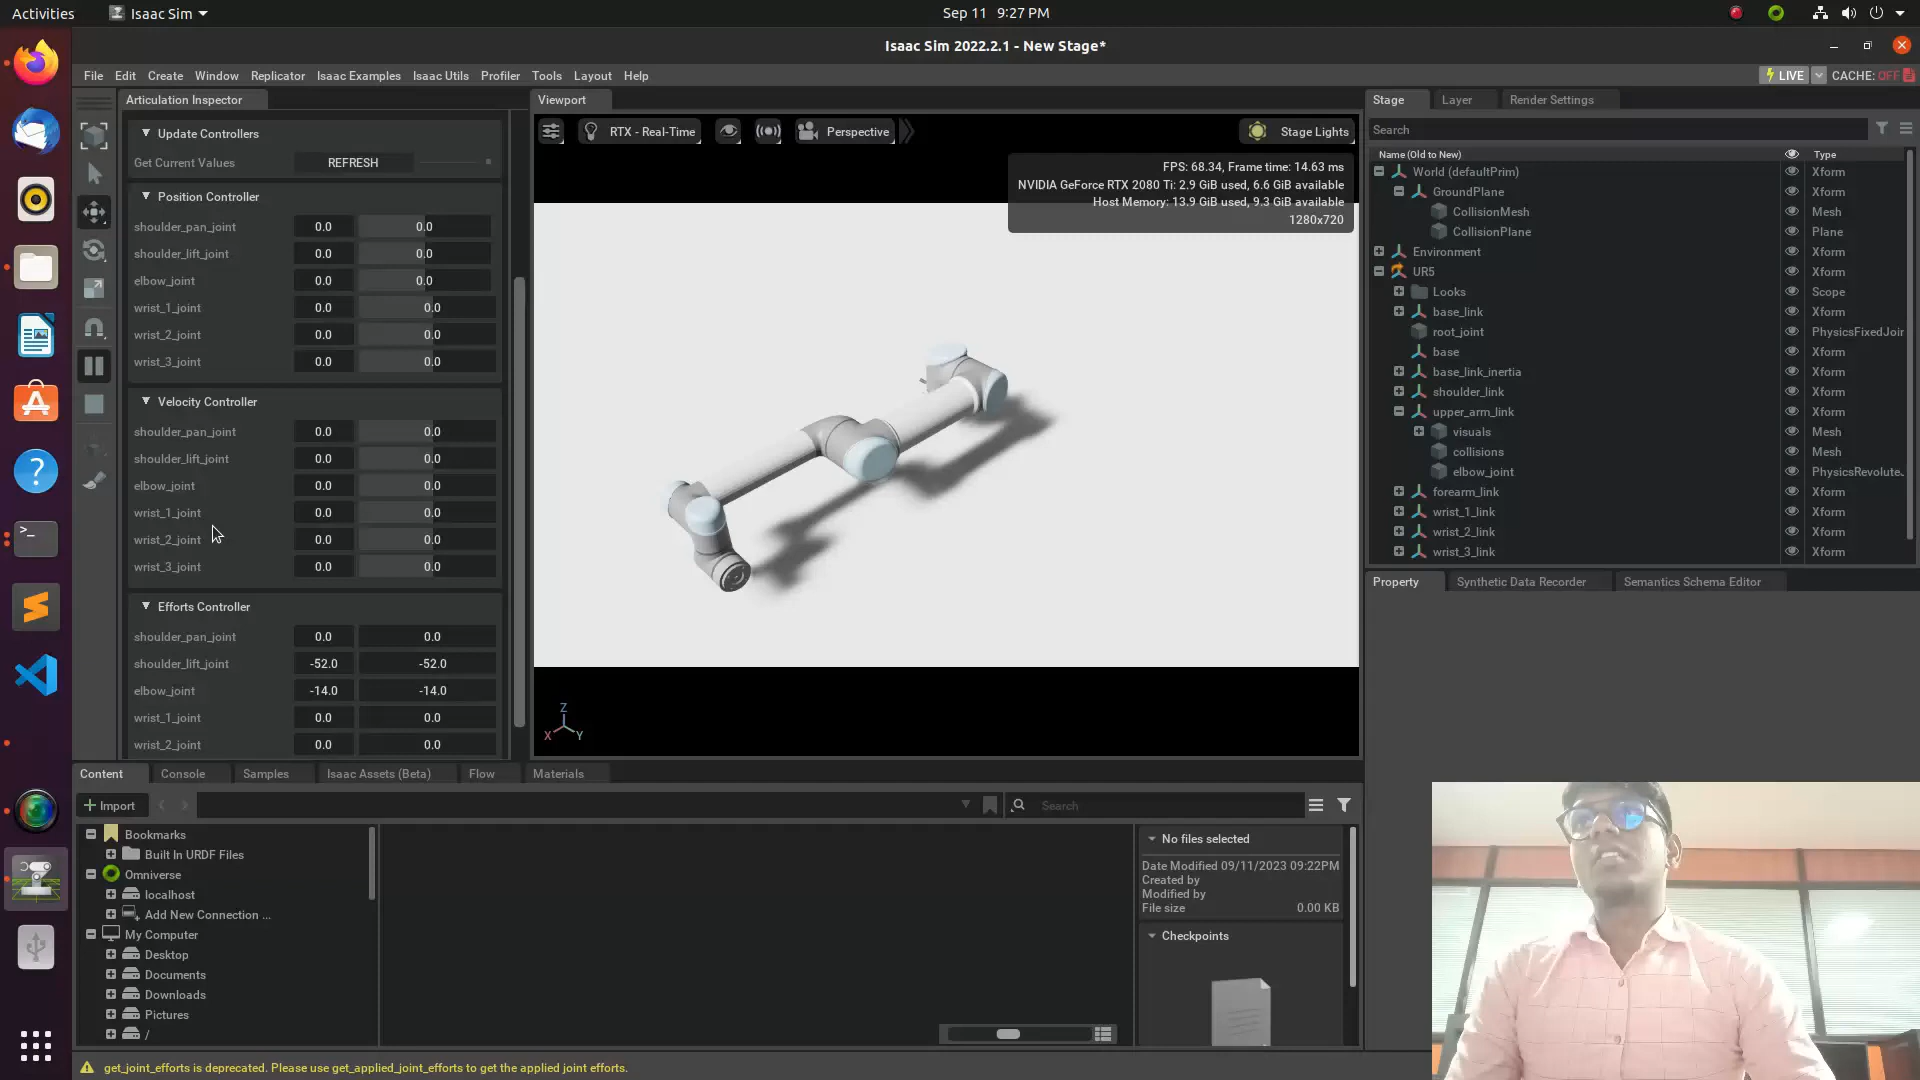 Activities
Isaac Sim
Sep 11 9:27 PM
Isaac Sim 2022.2.1 - New Stage*
File Edit Create Window Replicator Isaac Examples Isaac Utils Profiler Tools Layout Help
LIVE
CACHE: OFF
Articulation Inspector
Update Controllers
Get Current Values
REFRESH
Position Controller
shoulder_pan_joint 0.0 0.0
shoulder_lift_joint 0.0 0.0
elbow_joint 0.0 0.0
wrist_1_joint 0.0 0.0
wrist_2_joint 0.0 0.0
wrist_3_joint 0.0 0.0
Velocity Controller
shoulder_pan_joint 0.0 0.0
shoulder_lift_joint 0.0 0.0
elbow_joint 0.0 0.0
wrist_1_joint 0.0 0.0
wrist_2_joint 0.0 0.0
wrist_3_joint 0.0 0.0
Efforts Controller
shoulder_pan_joint 0.0 0.0
shoulder_lift_joint -52.0 -52.0
elbow_joint -14.0 -14.0
wrist_1_joint 0.0 0.0
wrist_2_joint 0.0 0.0
Viewport
RTX - Real-Time
Perspective
Stage Lights
FPS: 68.34, Frame time: 14.63 ms
NVIDIA GeForce RTX 2080 Ti: 2.9 GiB used, 6.6 GiB available
Host Memory: 13.9 GiB used, 9.3 GiB available
1280x720
Z
X
Y
Stage Layer Render Settings
Search
Name (Old to New) Type
World (defaultPrim) Xform
GroundPlane Xform
CollisionMesh Mesh
CollisionPlane Plane
Environment Xform
UR5 Xform
Looks Scope
base_link Xform
root_joint PhysicsFixedJoin
base Xform
base_link_inertia Xform
shoulder_link Xform
upper_arm_link Xform
visuals Mesh
collisions Mesh
elbow_joint PhysicsRevolute
forearm_link Xform
wrist_1_link Xform
wrist_2_link Xform
wrist_3_link Xform
Property Synthetic Data Recorder Semantics Schema Editor
Content Console Samples Isaac Assets (Beta) Flow Materials
Import
Search
Bookmarks
Built In URDF Files
Omniverse
localhost
Add New Connection ...
My Computer
Desktop
Documents
Downloads
Pictures
/
No files selected
Date Modified 09/11/2023 09:22PM
Created by
Modified by
File size 0.00 KB
Checkpoints
get_joint_efforts is deprecated. Please use get_applied_joint_efforts to get the applied joint efforts.